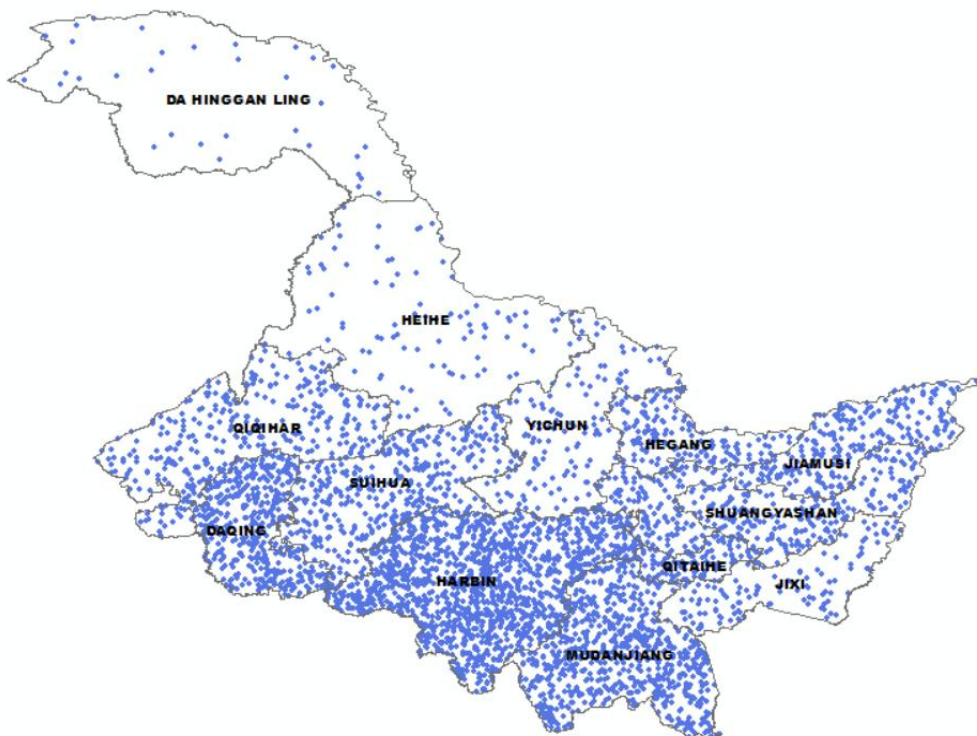 DA HINGGAN LING
HEIHE
QIQIHAR
YICHUN
HEGANG
JIAMUSI
SUIHUA
SHUANGYASHAN
DAQING
QITAIHE
HARBIN
JIXI
MUDANJIANG